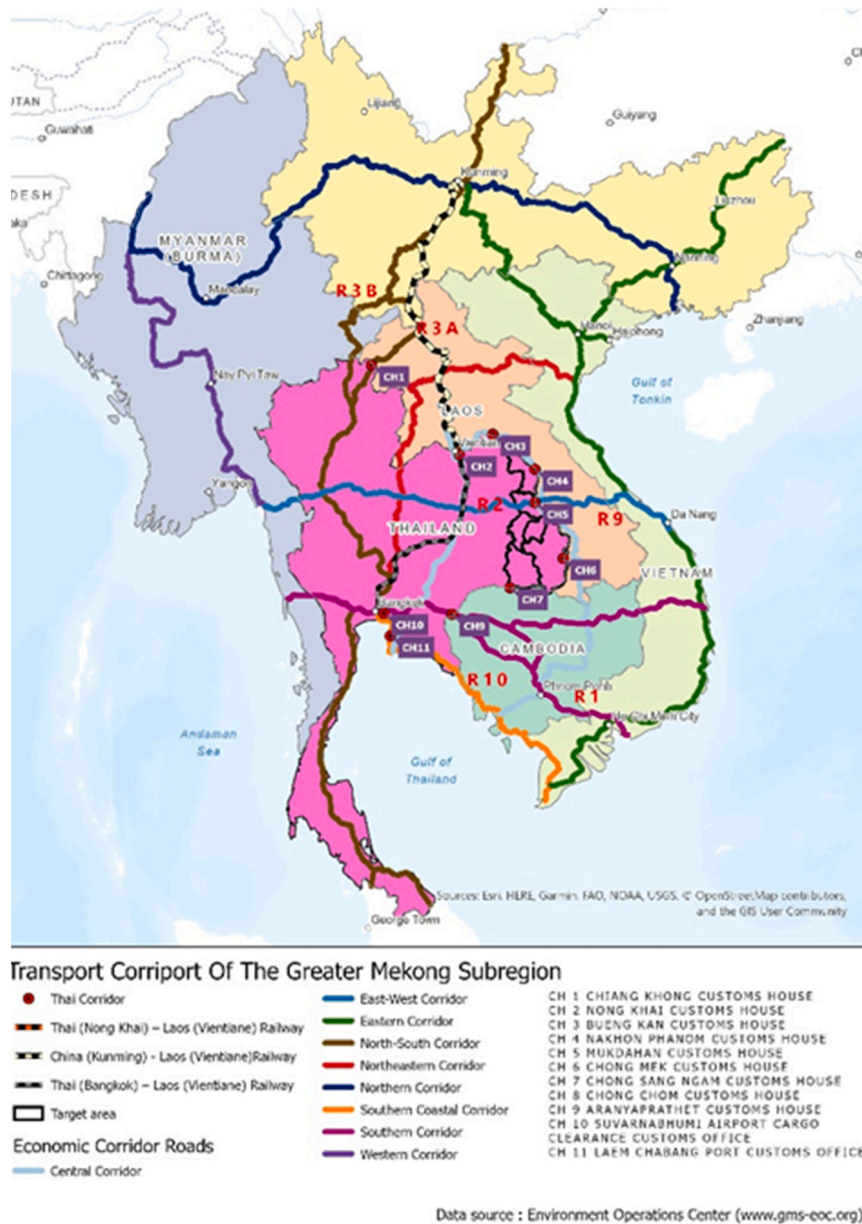 Lijiang
Guiyang
UTAN
Guwahati
Kunming
Liuzhou
DESH
aka
MYANMAR
(BURMA)
Nanning
Chittagong
Mandalay
R3B
Zhanjiang
R3A
Hanoi
Haiphong
CH1
Nay Pyi Taw
Gulf of
Tonkin
LAOS
CH3
CH2
CH4
Yangon
R2
CH5
R9
Da Nang
THAILAND
CH6
VIETNAM
CH7
Bangkok
CH10
CH9
CH11
CAMBODIA
R10
Phnom Penh
R1
Ho Chi Minh City
Andaman
Sea
Gulf of
Thailand
Sources: Esri, HERE, Garmin, FAO, NOAA, USGS, © OpenStreetMap contributors,
and the GIS User Community
George Town
Transport Corriport Of The Greater Mekong Subregion
Thai Corridor
Thai (Nong Khai) – Laos (Vientiane) Railway
China (Kunming) - Laos (Vientiane)Railway
Thai (Bangkok) – Laos (Vientiane) Railway
Target area
Economic Corridor Roads
Central Corridor
East-West Corridor
Eastern Corridor
North-South Corridor
Northeastern Corridor
Northern Corridor
Southern Coastal Corridor
Southern Corridor
Western Corridor
CH 1 CHIANG KHONG CUSTOMS HOUSE
CH 2 NONG KHAI CUSTOMS HOUSE
CH 3 BUENG KAN CUSTOMS HOUSE
CH 4 NAKHON PHANOM CUSTOMS HOUSE
CH 5 MUKDAHAN CUSTOMS HOUSE
CH 6 CHONG MEK CUSTOMS HOUSE
CH 7 CHONG SANG NGAM CUSTOMS HOUSE
CH 8 CHONG CHOM CUSTOMS HOUSE
CH 9 ARANYAPRATHET CUSTOMS HOUSE
CH 10 SUVARNABHUMI AIRPORT CARGO
CLEARANCE CUSTOMS OFFICE
CH 11 LAEM CHABANG PORT CUSTOMS OFFICE
Data source : Environment Operations Center (www.gms-eoc.org)